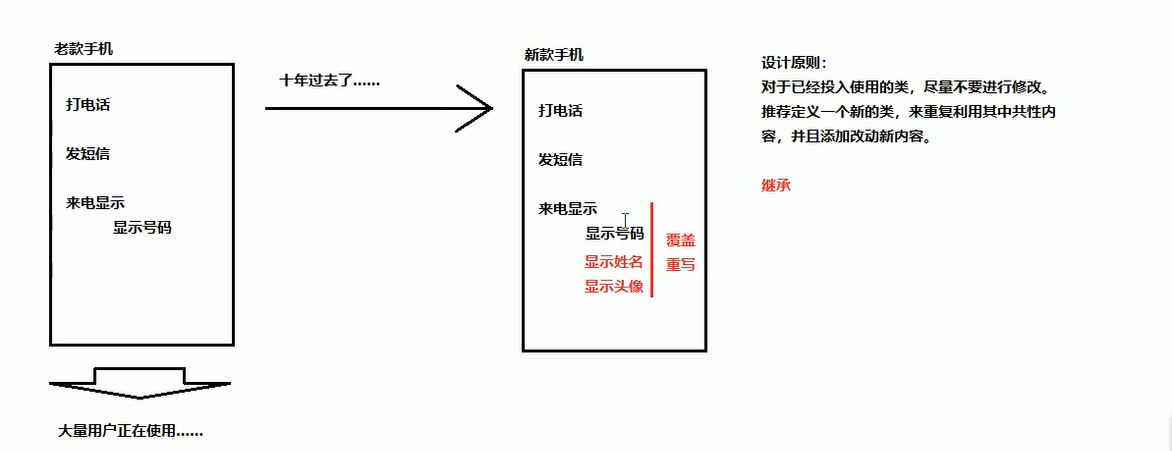 老款手机
打电话
发短信
来电显示
显示号码
大量用户正在使用......
十年过去了......
新款手机
打电话
发短信
来电显示
显示号码
显示姓名
显示头像
覆盖
重写
设计原则：
对于已经投入使用的类，尽量不要进行修改。
推荐定义一个新的类，来重复利用其中共性内
容，并且添加改动新内容。
继承